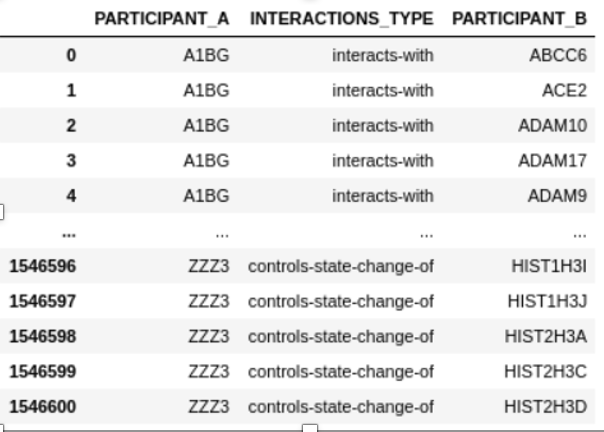 PARTICIPANT_A INTERACTIONS_TYPE PARTICIPANT_B
0 A1BG interacts-with ABCC6
1 A1BG interacts-with ACE2
2 A1BG interacts-with ADAM10
3 A1BG interacts-with ADAM17
4 A1BG interacts-with ADAM9
... ... ... ...
1546596 ZZZ3 controls-state-change-of HIST1H3I
1546597 ZZZ3 controls-state-change-of HIST1H3J
1546598 ZZZ3 controls-state-change-of HIST2H3A
1546599 ZZZ3 controls-state-change-of HIST2H3C
1546600 ZZZ3 controls-state-change-of HIST2H3D